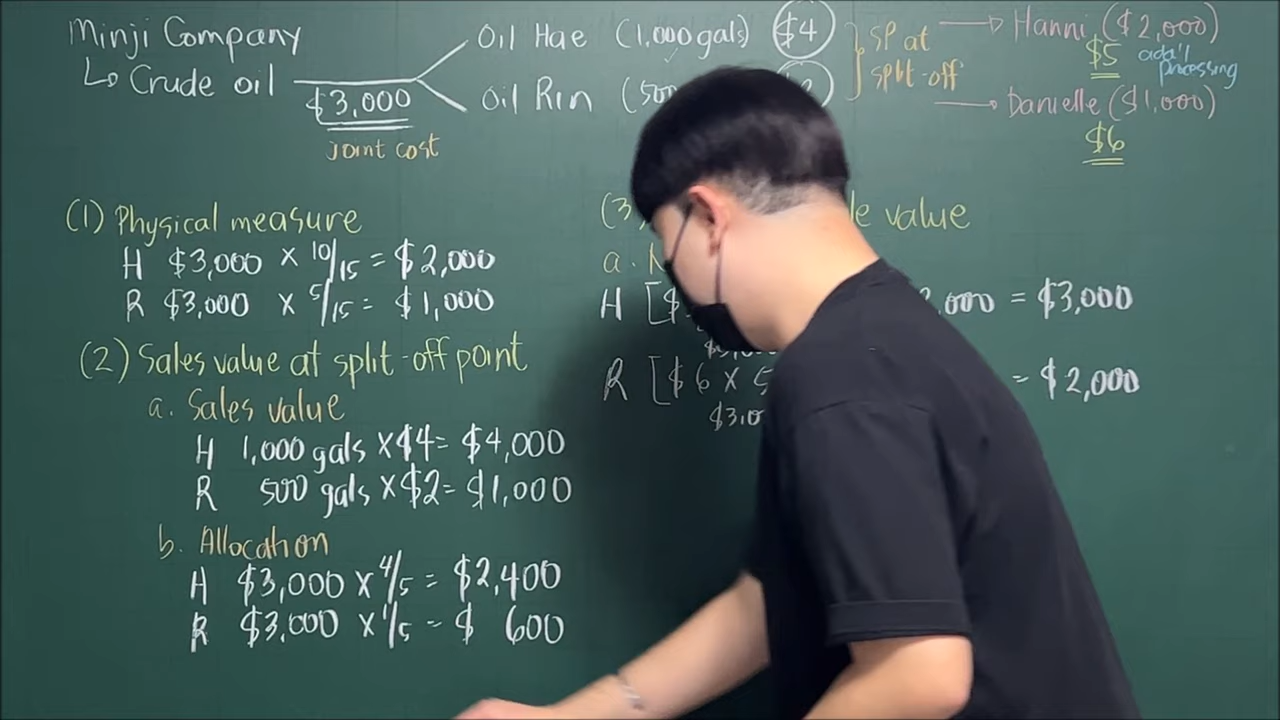 Minji Company
↳ Crude oil
$3,000
joint cost
Oil Hae (1,000 gals) $4
Oil Rin (500
SP at
split-off
Hanni ($2,000)
$5 add'l
processing
Danielle ($1,000)
$6
(1) Physical measure
H $3,000 x 10/15 = $2,000
R $3,000 x 5/15 = $1,000
(2) Sales value at split-off point
a. Sales value
H 1,000 gals x $4 = $4,000
R 500 gals x $2 = $1,000
b. Allocation
H $3,000 x 4/5 = $2,400
R $3,000 x 1/5 = $ 600
(3 value
a.
H [$ ,000 = $3,000
R [$6 x 5 = $2,000
$3,0